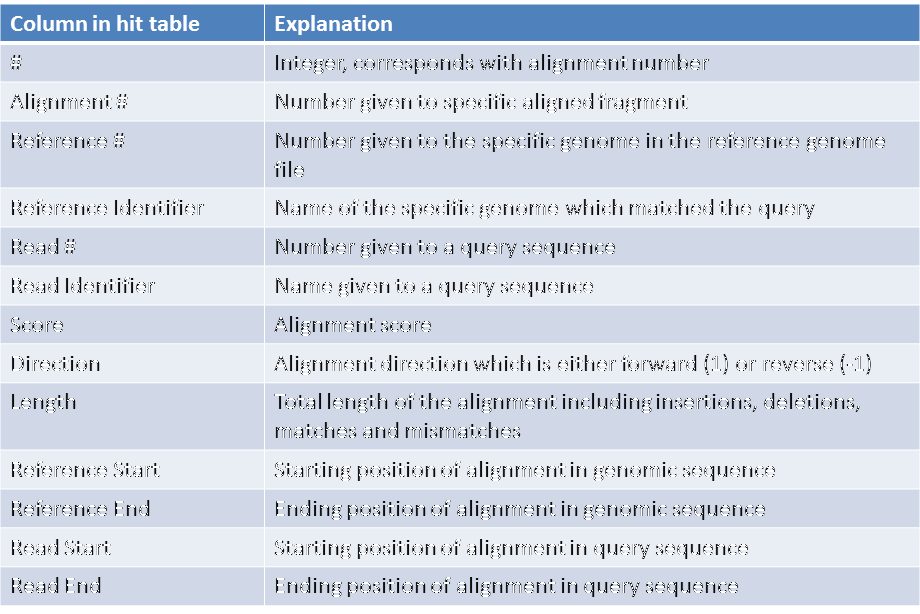 Column in hit table Explanation
# Integer, corresponds with alignment number
Alignment # Number given to specific aligned fragment
Reference # Number given to the specific genome in the reference genome
file
Reference Identifier Name of the specific genome which matched the query
Read # Number given to a query sequence
Read Identifier Name given to a query sequence
Score Alignment score
Direction Alignment direction which is either forward (1) or reverse (-1)
Length Total length of the alignment including insertions, deletions,
matches and mismatches
Reference Start Starting position of alignment in genomic sequence
Reference End Ending position of alignment in genomic sequence
Read Start Starting position of alignment in query sequence
Read End Ending position of alignment in query sequence